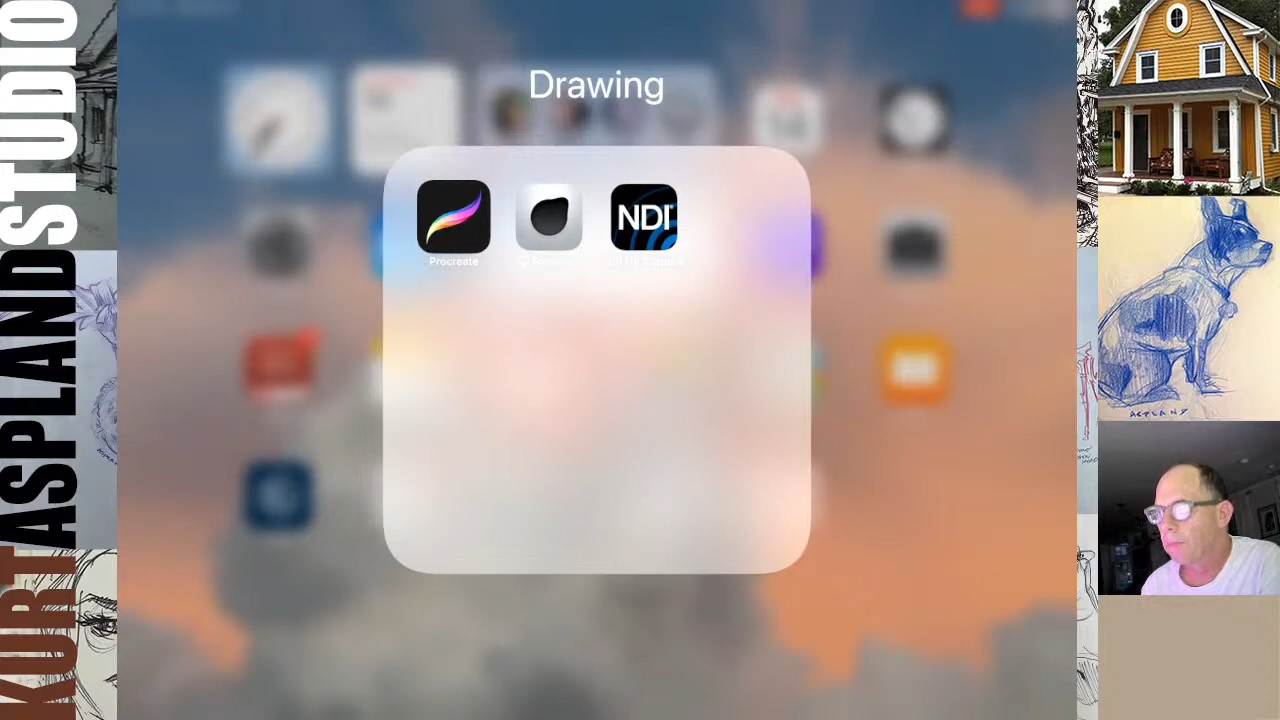 KURT ASPLAND STUDIO
Drawing
NDI
Procreate
ASPLAND